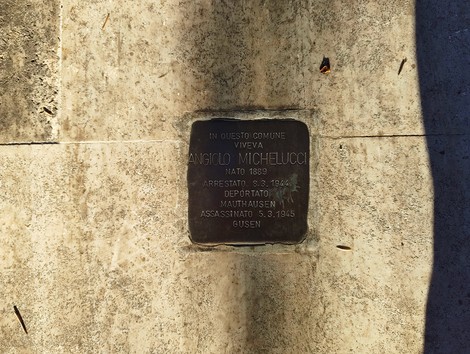 IN QUESTO COMUNE
VIVEVA
ANGIOLO MICHELUCCI
NATO 1889
ARRESTATO 8.3.1944
DEPORTATO
MAUTHAUSEN
ASSASSINATO 5.3.1945
GUSEN